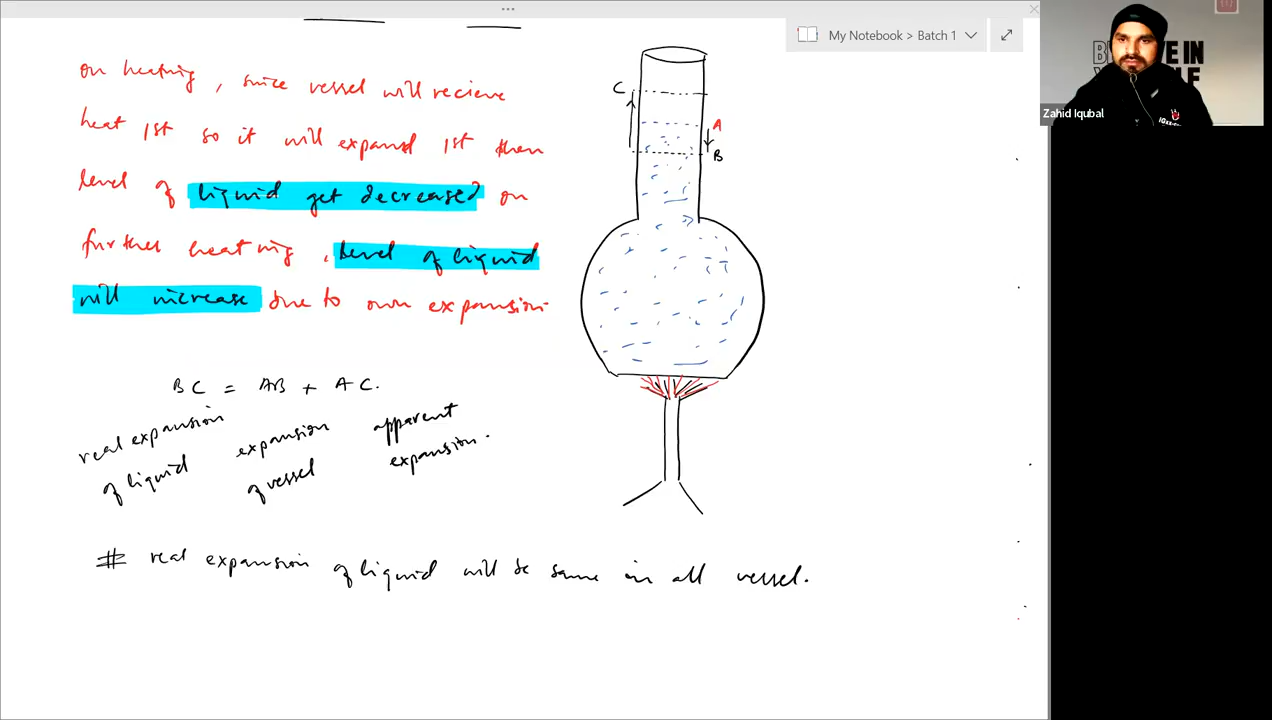 My Notebook > Batch 1
on heating, since vessel will recieve
heat 1st so it will expand 1st then
level of liquid get decreased on
further heating, Level of liquid
will increase due to own expansion.
C
A
B
BC = AB + AC.
real expansion of liquid
expansion of vessel
apparent expansion.
# real expansion of liquid will be same in all vessel.
Zahid Iqubal